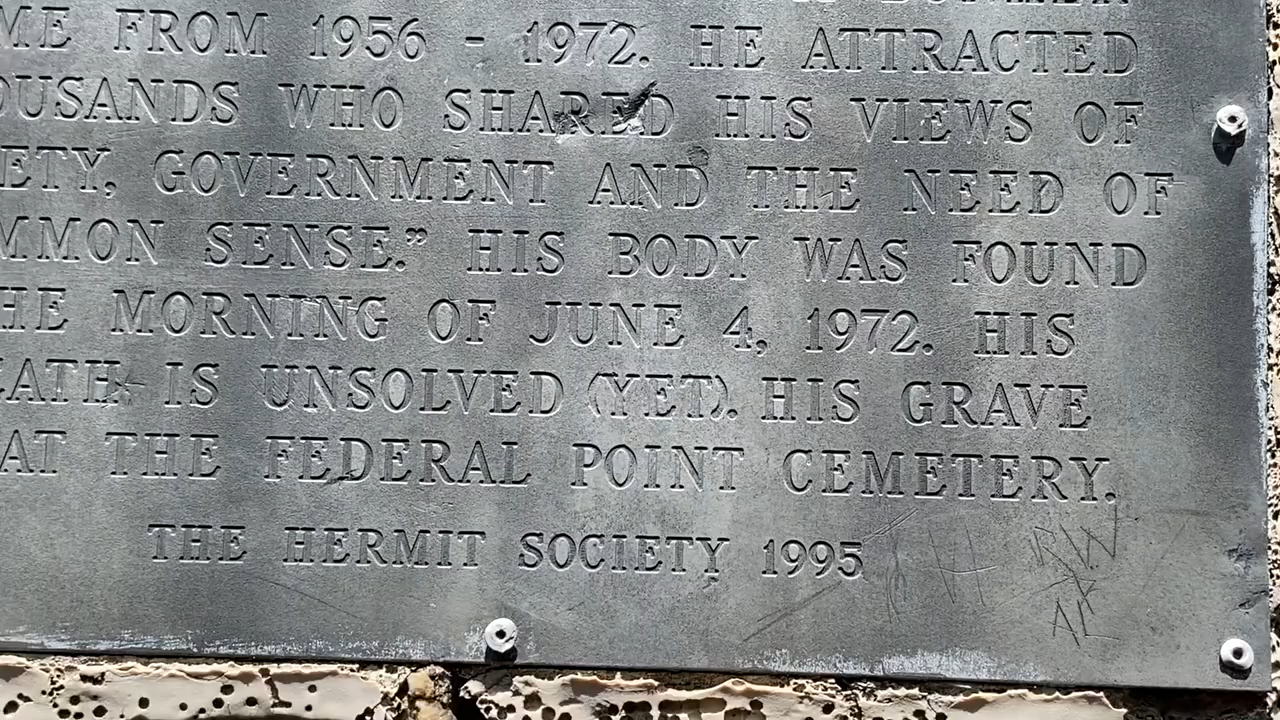 ME FROM 1956 - 1972. HE ATTRACTED
OUSANDS WHO SHARED HIS VIEWS OF
ETY, GOVERNMENT AND THE NEED OF
MMON SENSE.” HIS BODY WAS FOUND
HE MORNING OF JUNE 4, 1972. HIS
EATH IS UNSOLVED (YET). HIS GRAVE
AT THE FEDERAL POINT CEMETERY.
THE HERMIT SOCIETY 1995
H RW
&
AL